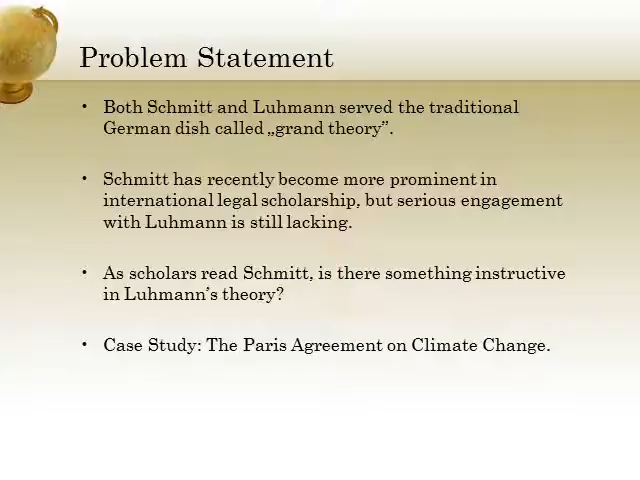 Problem Statement
• Both Schmitt and Luhmann served the traditional
German dish called „grand theory”.
• Schmitt has recently become more prominent in
international legal scholarship, but serious engagement
with Luhmann is still lacking.
• As scholars read Schmitt, is there something instructive
in Luhmann’s theory?
• Case Study: The Paris Agreement on Climate Change.